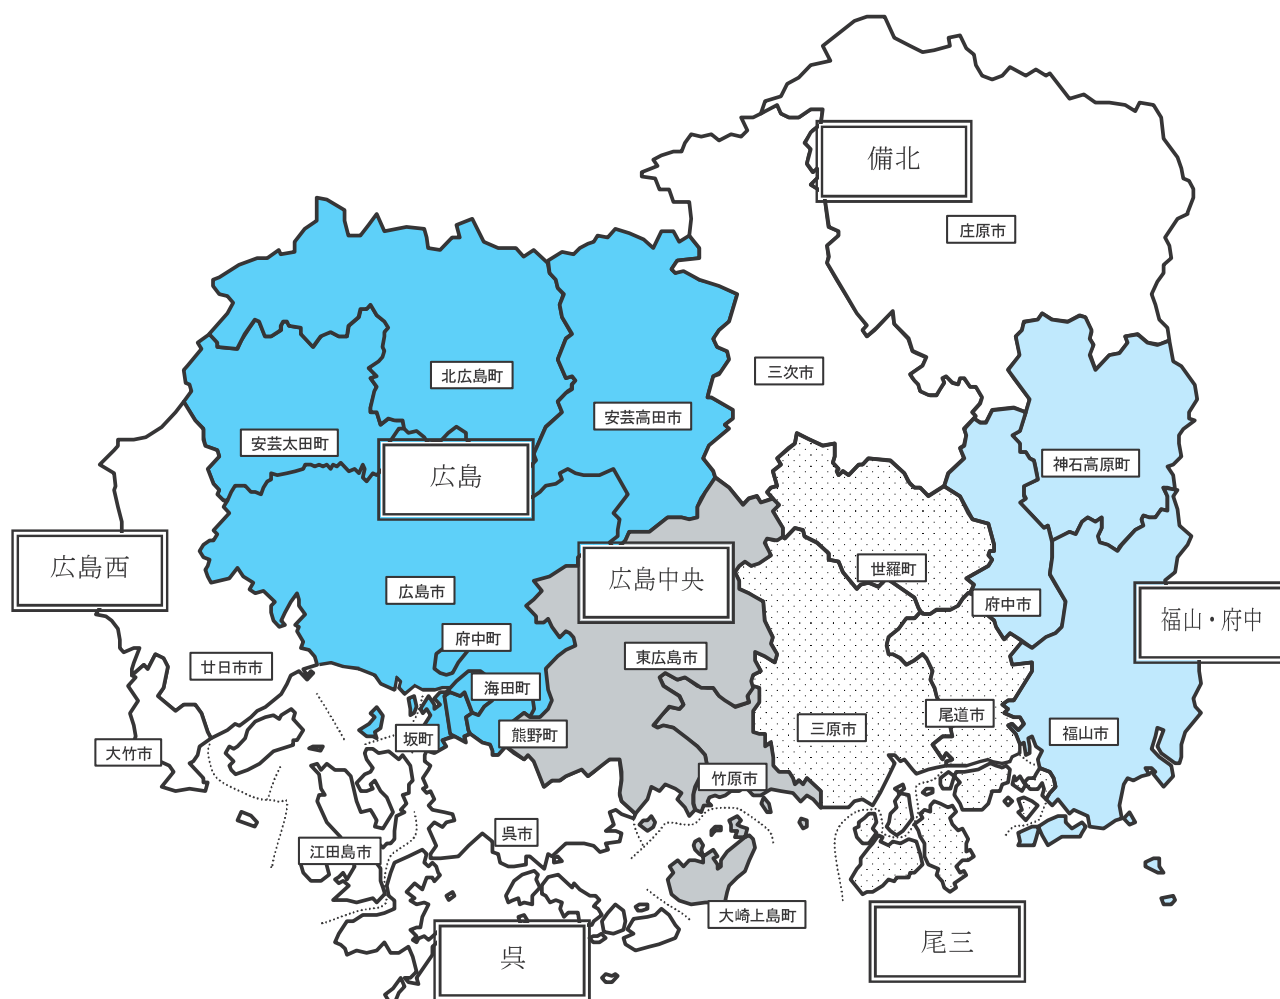 備北
庄原市
三次市
北広島町
安芸高田市
安芸太田町
広島
神石高原町
広島西
広島中央
世羅町
広島市
府中市
福山・府中
府中町
東広島市
廿日市市
海田町
尾道市
三原市
福山市
坂町
熊野町
大竹市
竹原市
呉市
江田島市
大崎上島町
尾三
呉